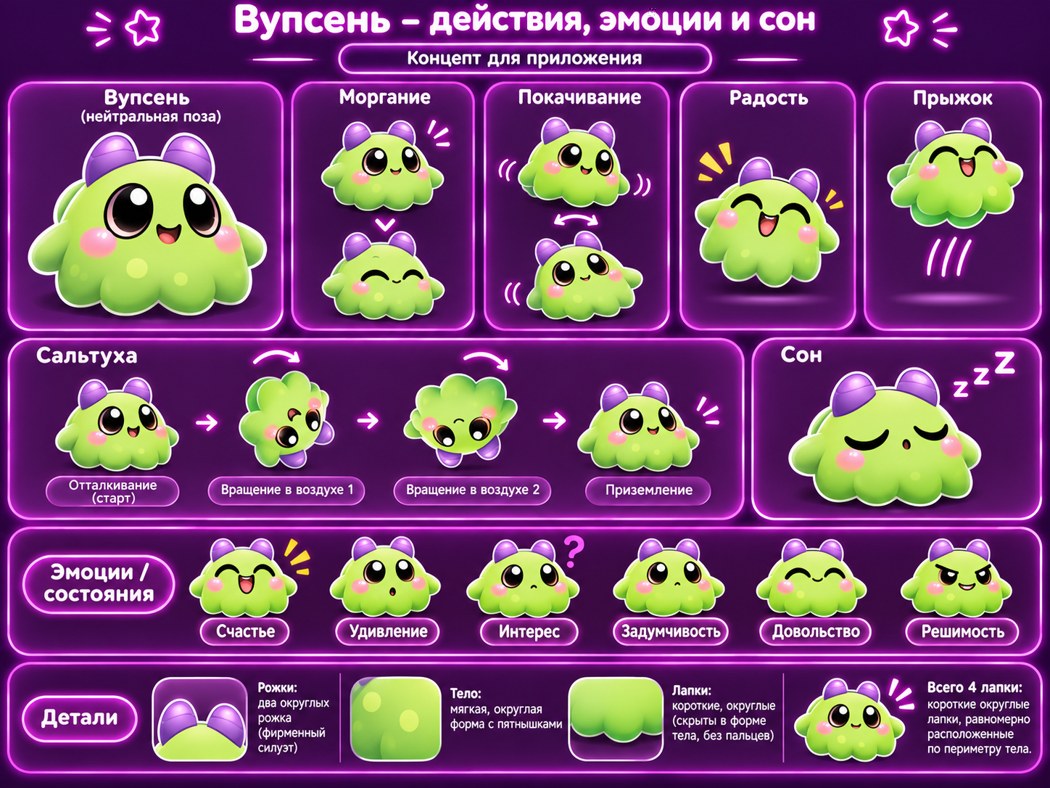 Вупсень – действия, эмоции и сон
Концепт для приложения
Вупсень
(нейтральная поза)
Моргание
Покачивание
Радость
Прыжок
Сальтуха
Отталкивание
(старт)
Вращение в воздухе 1
Вращение в воздухе 2
Приземление
Сон
z z Z
Эмоции /
состояния
Счастье
Удивление
?
Интерес
Задумчивость
Довольство
Решимость
Детали
Рожки:
два округлых
рожка
(фирменный
силуэт)
Тело:
мягкая, округлая
форма с пятнышками
Лапки:
короткие, округлые
(скрыты в форме
тела, без пальцев)
Всего 4 лапки:
короткие округлые
лапки, равномерно
расположенные
по периметру тела.